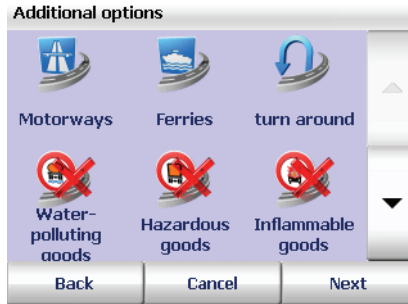 Additional options
Motorways
Ferries
turn around
Water-
polluting
goods
Hazardous
goods
Inflammable
goods
Back
Cancel
Next